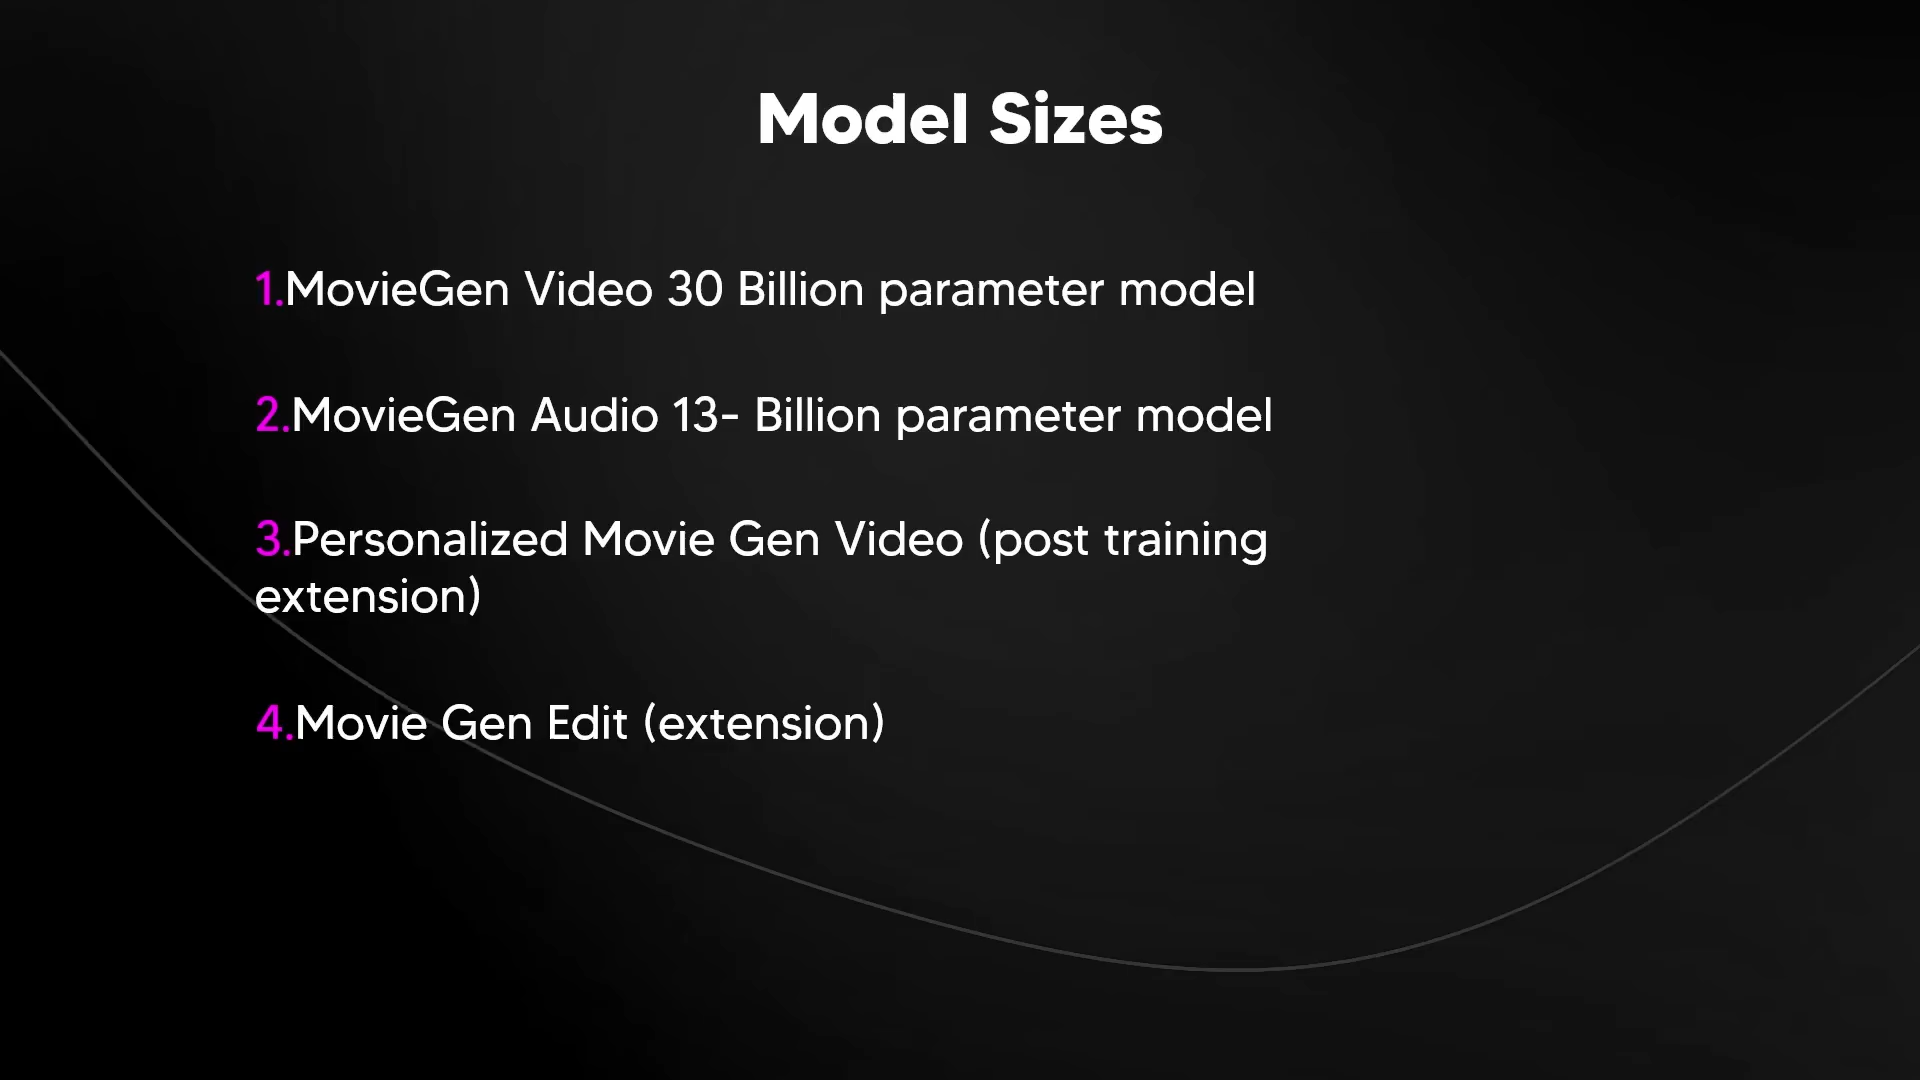 Model Sizes
1.MovieGen Video 30 Billion parameter model
2.MovieGen Audio 13- Billion parameter model
3.Personalized Movie Gen Video (post training
extension)
4.Movie Gen Edit (extension)